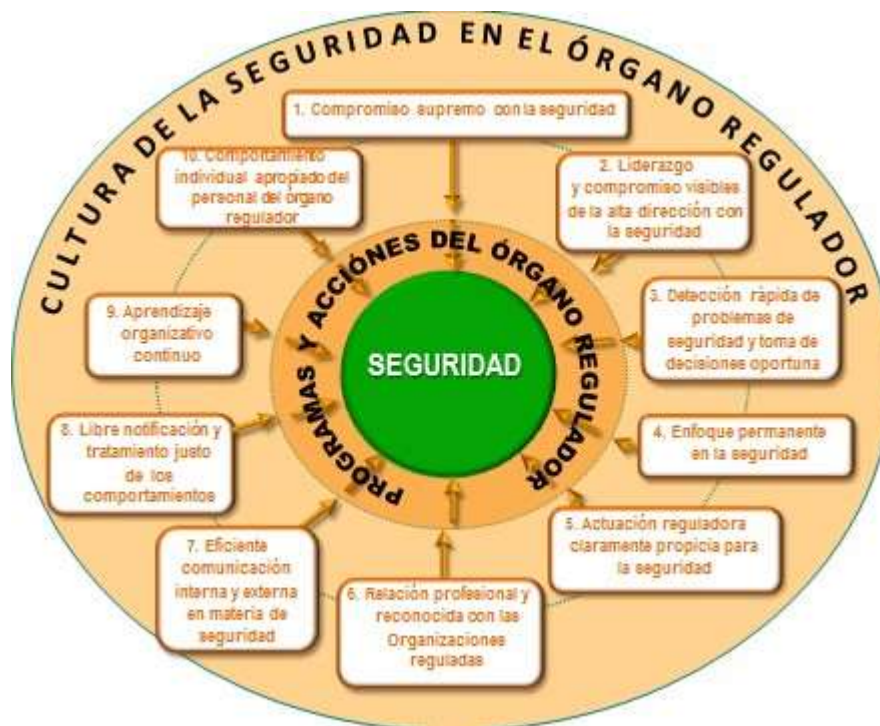 CULTURA DE LA SEGURIDAD EN EL ÓRGANO REGULADOR
1. Compromiso supremo con la seguridad
2. Liderazgo
y compromiso visibles
de la alta dirección con
la seguridad
3. Detección rápida de
problemas de
seguridad y toma de
decisiones oportuna
4. Enfoque permanente
en la seguridad
5. Actuación reguladora
claramente propicia para
la seguridad
6. Relación profesional y
reconocida con las
Organizaciones
reguladas
7. Eficiente
comunicación
interna y externa
en materia de
seguridad
8. Libre notificación y
tratamiento justo
de los
comportamientos
9. Aprendizaje
organizativo
continuo
10. Comportamiento
individual apropiado del
personal del órgano
regulador
PROGRAMAS Y ACCIÓNES DEL ÓRGANO REGULADOR
SEGURIDAD